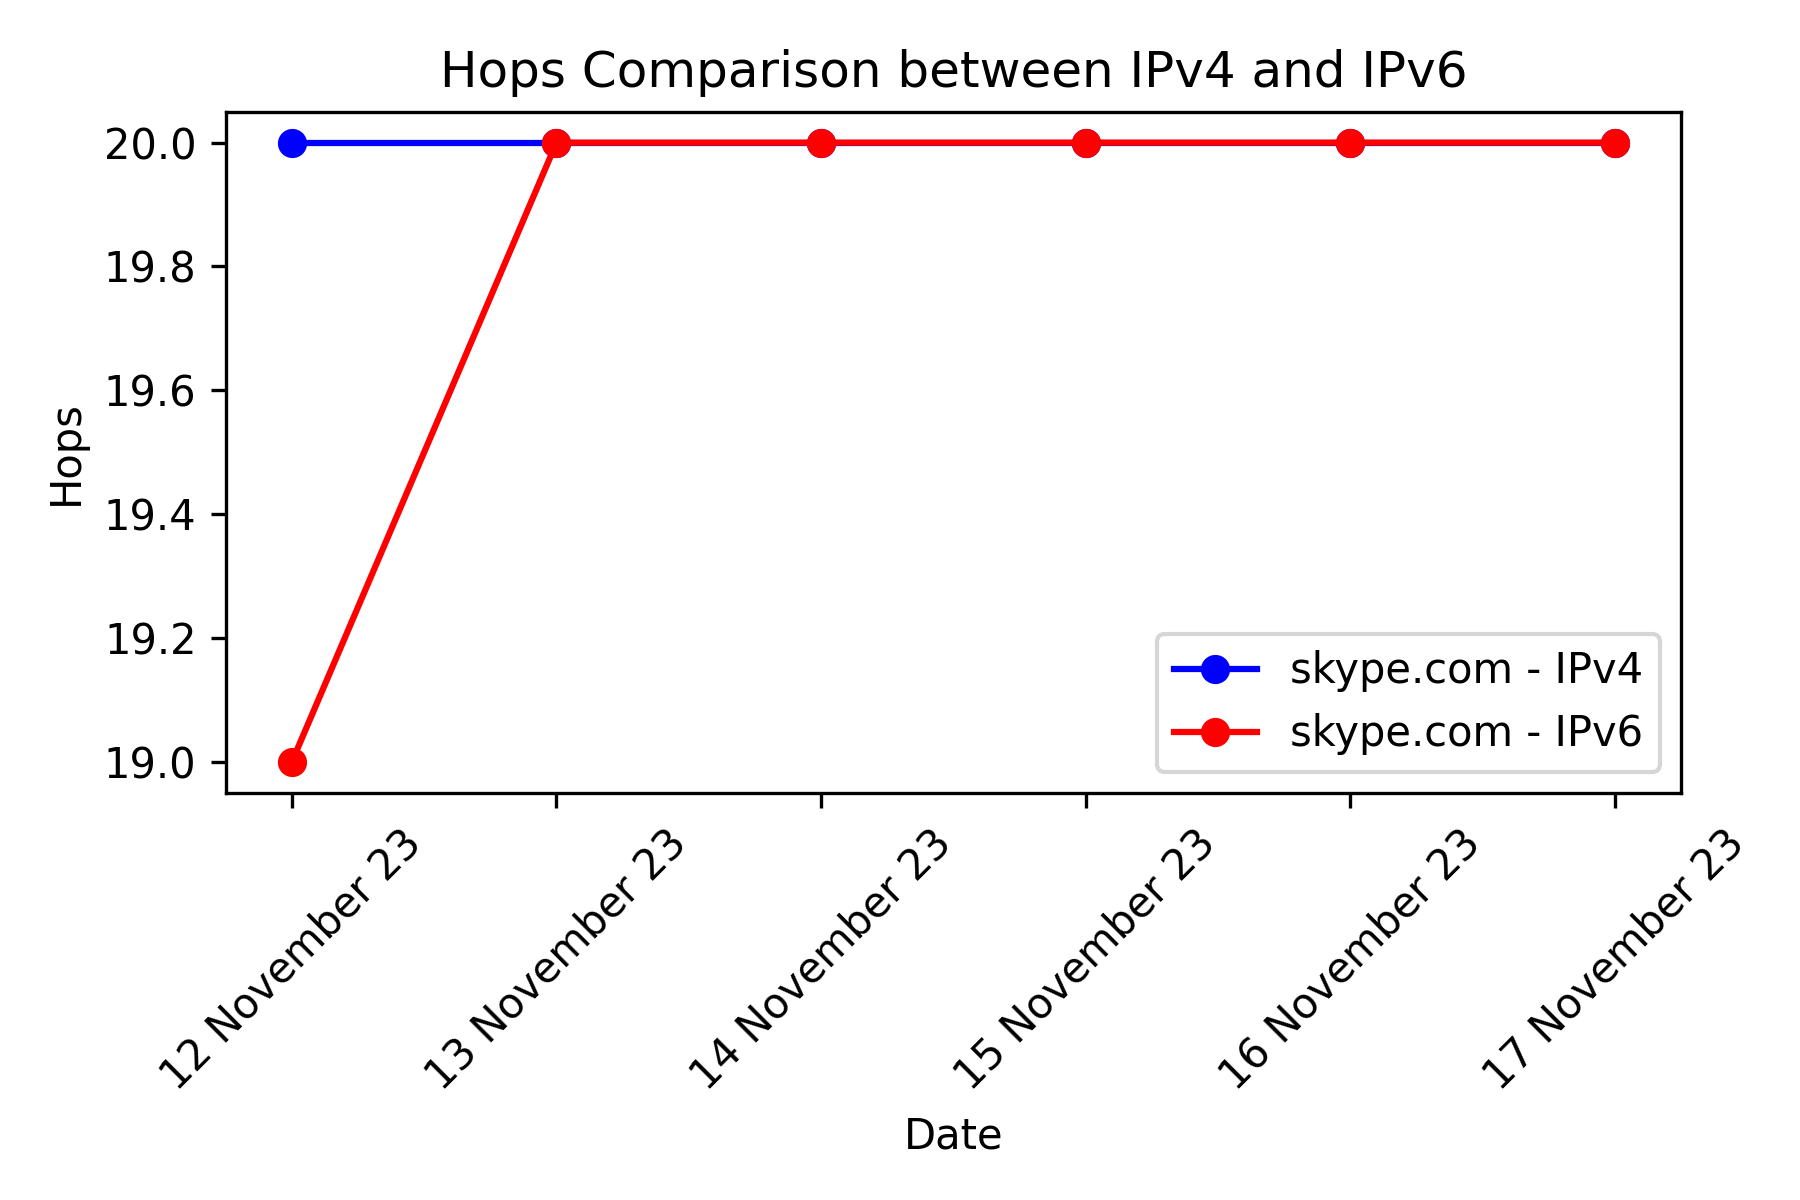 Hops Comparison between IPv4 and IPv6
20.0
19.8
19.6
19.4
19.2
19.0
Hops
skype.com - IPv4
skype.com - IPv6
12 November 23
13 November 23
14 November 23
15 November 23
16 November 23
17 November 23
Date